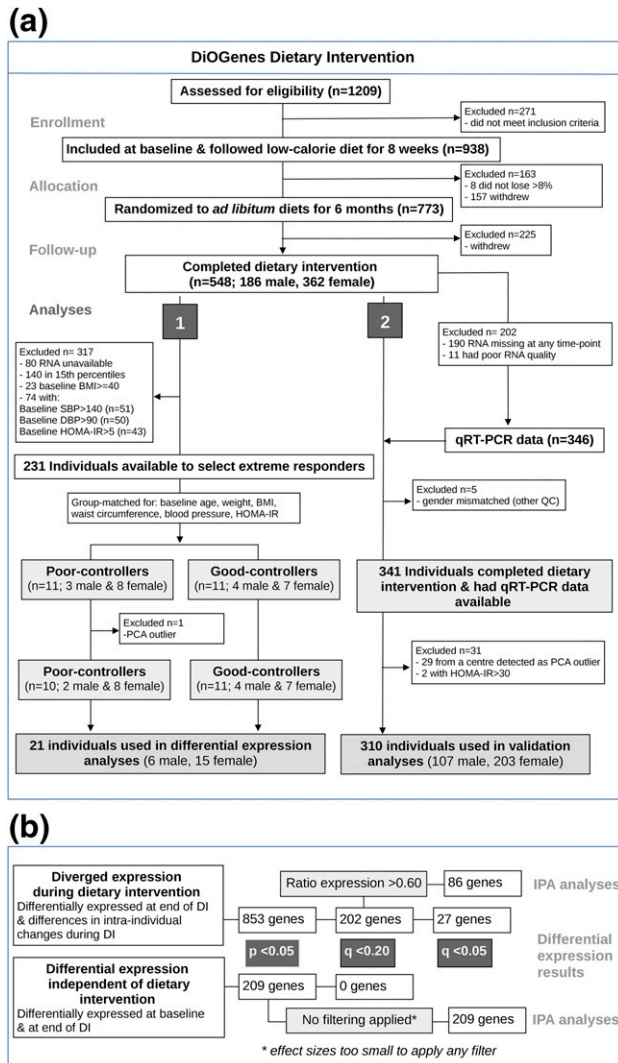 (a)
DiOGenes Dietary Intervention
Assessed for eligibility (n=1209)
Enrollment
Excluded n=271
- did not meet inclusion criteria
Included at baseline & followed low-calorie diet for 8 weeks (n=938)
Allocation
Excluded n=163
- 8 did not lose >8%
- 157 withdrew
Randomized to ad libitum diets for 6 months (n=773)
Follow-up
Excluded n=225
- withdrew
Completed dietary intervention
(n=548; 186 male, 362 female)
Analyses
1
2
Excluded n= 202
- 190 RNA missing at any time-point
- 11 had poor RNA quality
Excluded n= 317
- 80 RNA unavailable
- 140 in 15th percentiles
- 23 baseline BMI>=40
- 74 with:
Baseline SBP>140 (n=51)
Baseline DBP>90 (n=50)
Baseline HOMA-IR>5 (n=43)
qRT-PCR data (n=346)
231 Individuals available to select extreme responders
Excluded n=5
- gender mismatched (other QC)
Group-matched for: baseline age, weight, BMI,
waist circumference, blood pressure, HOMA-IR
Poor-controllers
(n=11; 3 male & 8 female)
Good-controllers
(n=11; 4 male & 7 female)
341 Individuals completed dietary
intervention & had qRT-PCR data
available
Excluded n=1
-PCA outlier
Excluded n=31
- 29 from a centre detected as PCA outlier
- 2 with HOMA-IR>30
Poor-controllers
(n=10; 2 male & 8 female)
Good-controllers
(n=11; 4 male & 7 female)
21 individuals used in differential expression
analyses (6 male, 15 female)
310 individuals used in validation
analyses (107 male, 203 female)
(b)
Diverged expression
during dietary intervention
Differentially expressed at end of DI
& differences in intra-individual
changes during DI
Ratio expression >0.60
86 genes
IPA analyses
853 genes
202 genes
27 genes
p <0.05
q <0.20
q <0.05
Differential
expression
results
Differential expression
independent of dietary
intervention
Differentially expressed at baseline
& at end of DI
209 genes
0 genes
No filtering applied*
209 genes
IPA analyses
* effect sizes too small to apply any filter